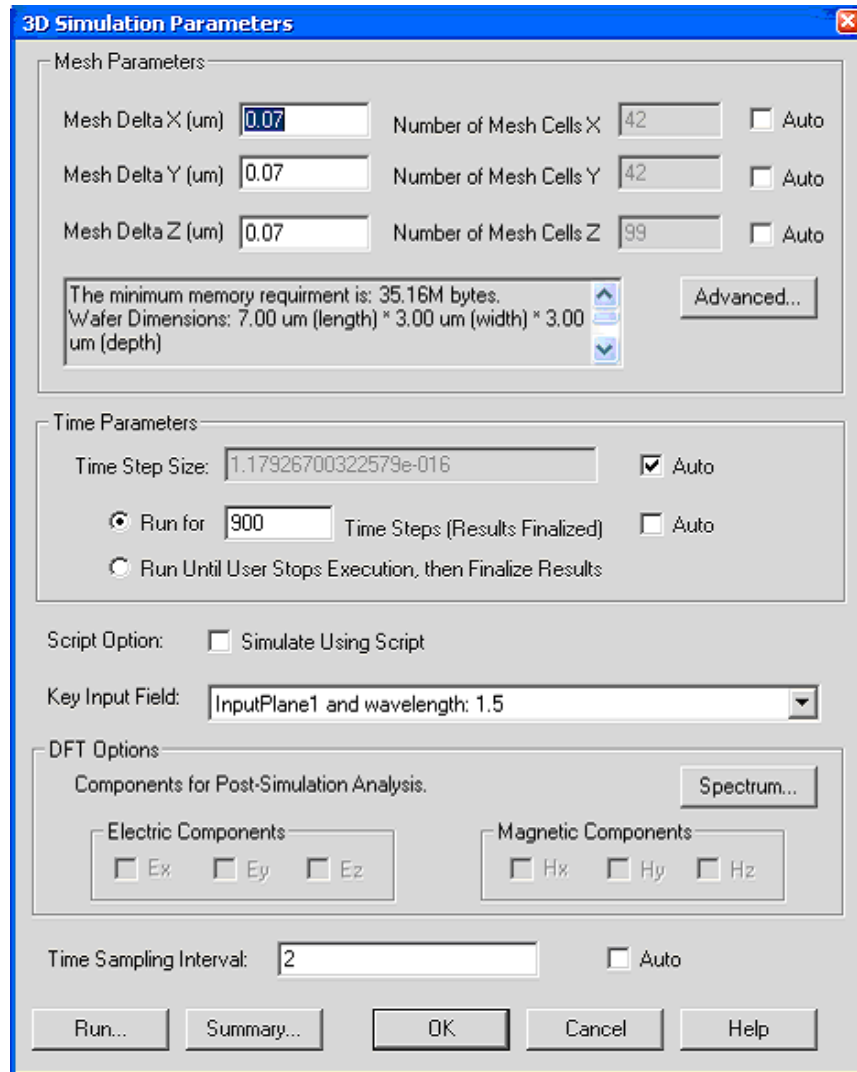 3D Simulation Parameters
Mesh Parameters
Mesh Delta X (um) 0.07 Number of Mesh Cells X 42 Auto
Mesh Delta Y (um) 0.07 Number of Mesh Cells Y 42 Auto
Mesh Delta Z (um) 0.07 Number of Mesh Cells Z 99 Auto
The minimum memory requirment is: 35.16M bytes.
Wafer Dimensions: 7.00 um (length) * 3.00 um (width) * 3.00
um (depth)
Advanced...
Time Parameters
Time Step Size: 1.17926700322579e-016 Auto
Run for 900 Time Steps (Results Finalized) Auto
Run Until User Stops Execution, then Finalize Results
Script Option: Simulate Using Script
Key Input Field: InputPlane1 and wavelength: 1.5
DFT Options
Components for Post-Simulation Analysis. Spectrum...
Electric Components Magnetic Components
Ex Ey Ez Hx Hy Hz
Time Sampling Interval: 2 Auto
Run... Summary... OK Cancel Help